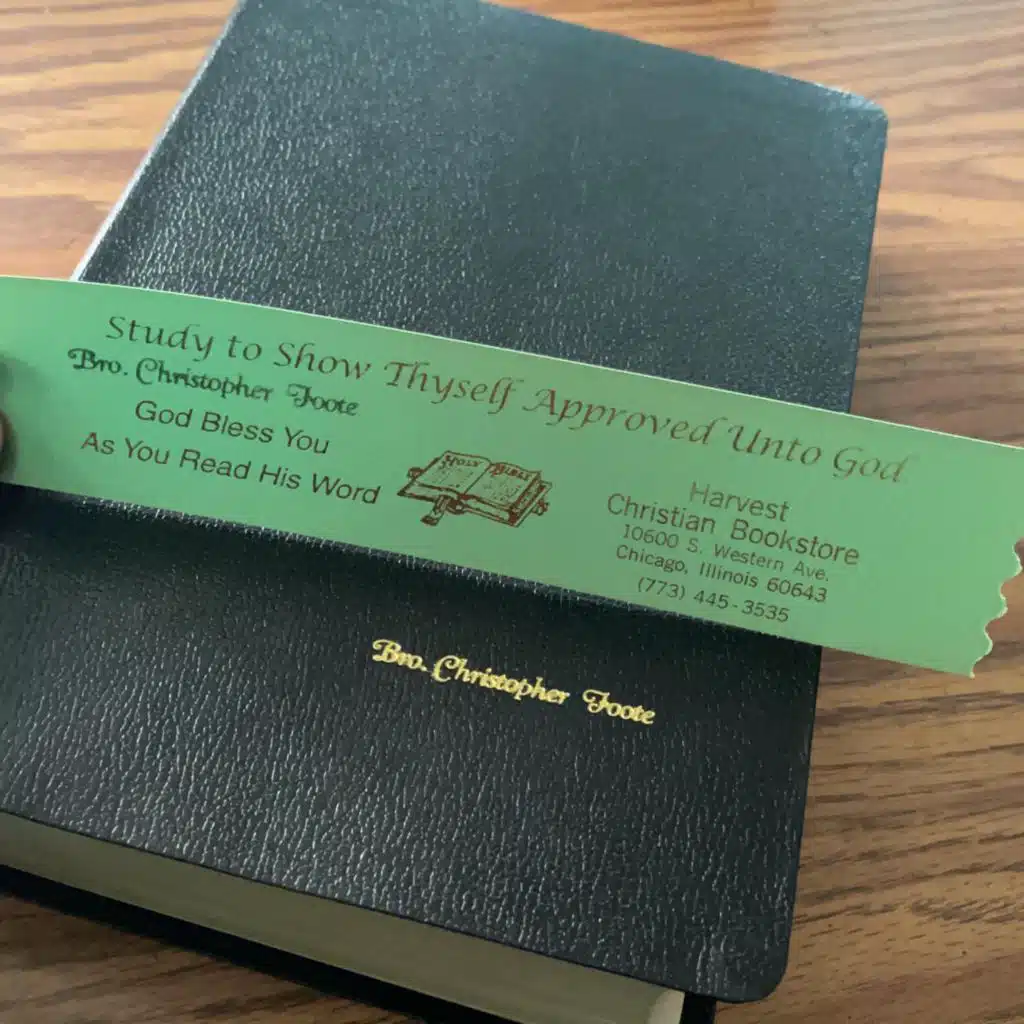 Study to Show Thyself Approved Unto God
Bro. Christopher Foote
God Bless You
As You Read His Word
HOLY BIBLE
Harvest
Christian Bookstore
10600 S. Western Ave.
Chicago, Illinois 60643
(773) 445-3535
Bro. Christopher Foote